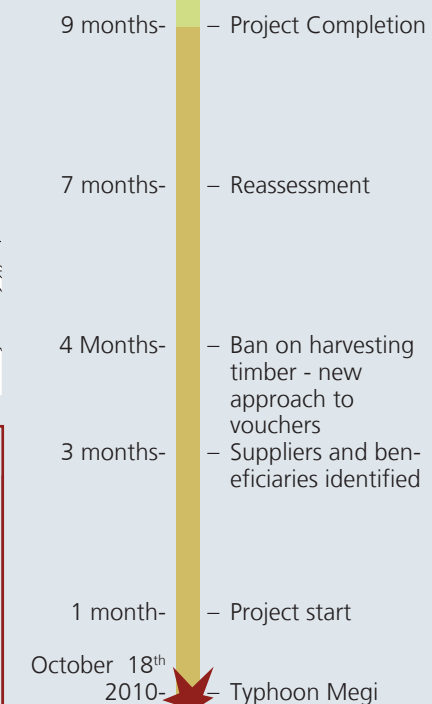 9 months- – Project Completion
7 months- – Reassessment
4 Months- – Ban on harvesting
timber - new
approach to
vouchers
3 months- – Suppliers and ben-
eficiaries identified
1 month- – Project start
October 18th
2010- – Typhoon Megi